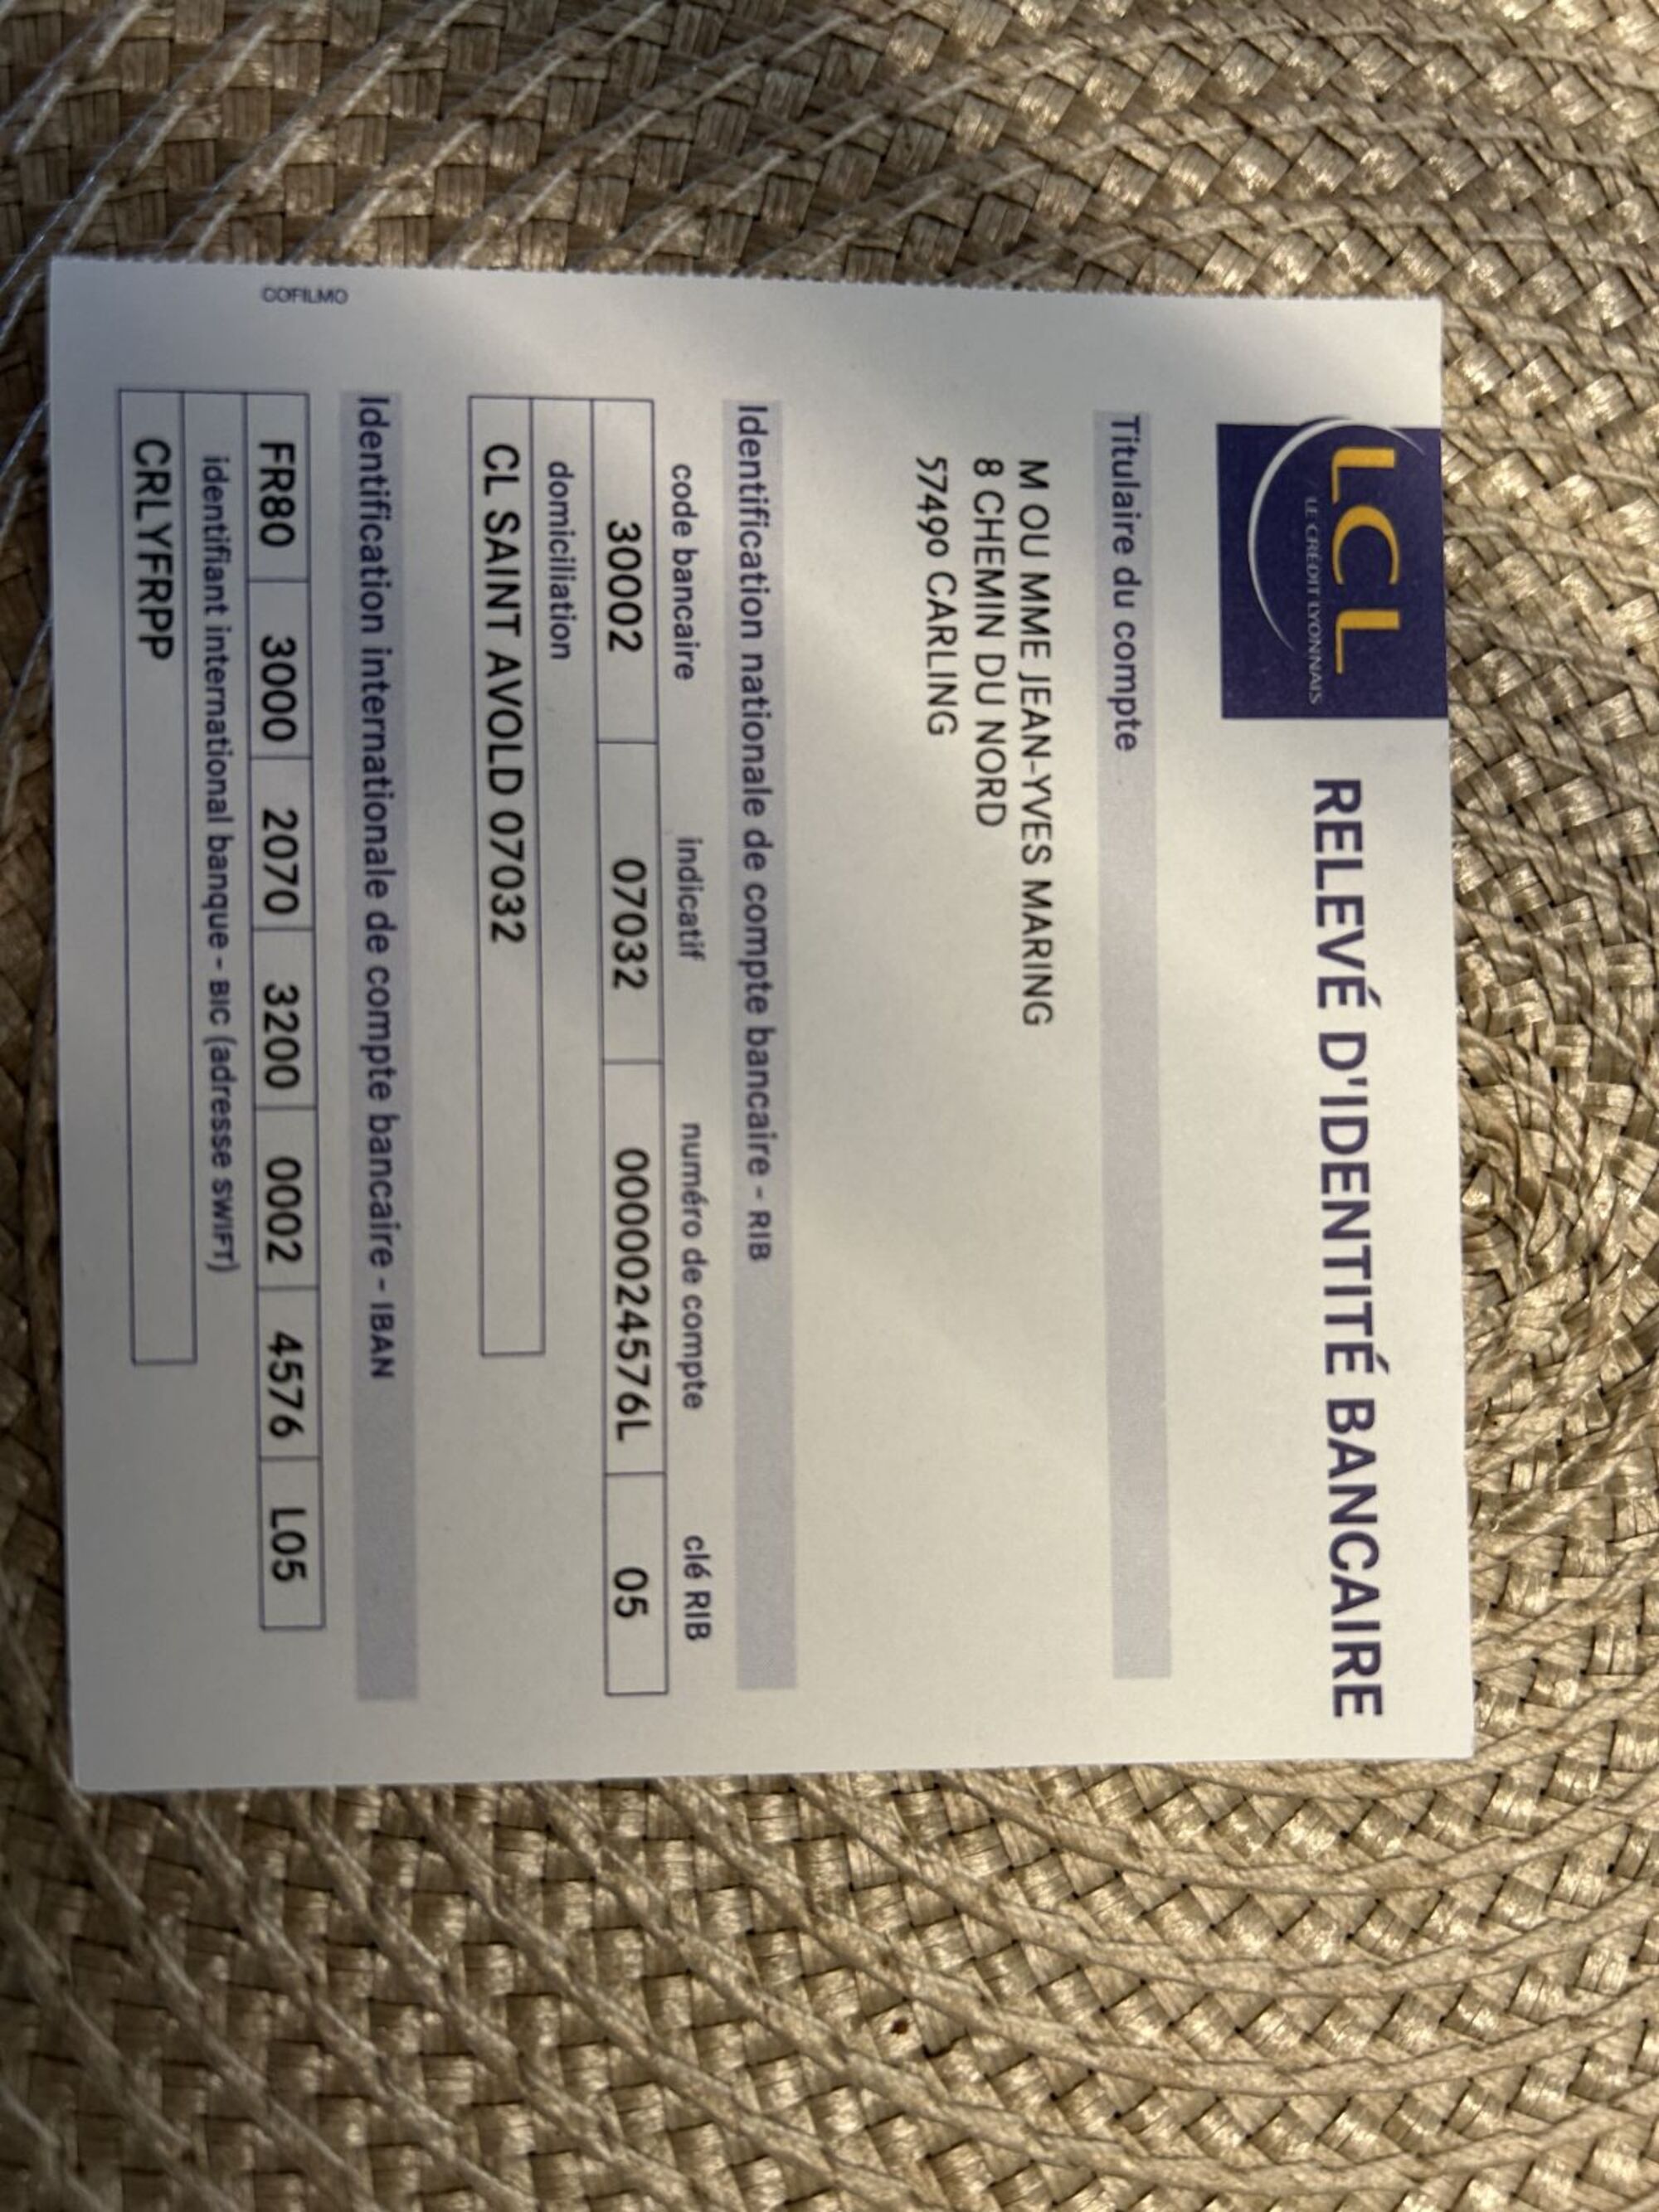 LCL
LE CRÉDIT LYONNAIS
RELEVÉ D'IDENTITÉ BANCAIRE
Titulaire du compte
M OU MME JEAN-YVES MARING
8 CHEMIN DU NORD
57490 CARLING
Identification nationale de compte bancaire - RIB
code bancaire indicatif numéro de compte clé RIB
30002 07032 0000024576L 05
domiciliation
CL SAINT AVOLD 07032
Identification internationale de compte bancaire - IBAN
FR80 3000 2070 3200 0002 4576 L05
identifiant international banque - BIC (adresse SWIFT)
CRLYFRPP
COFILMO